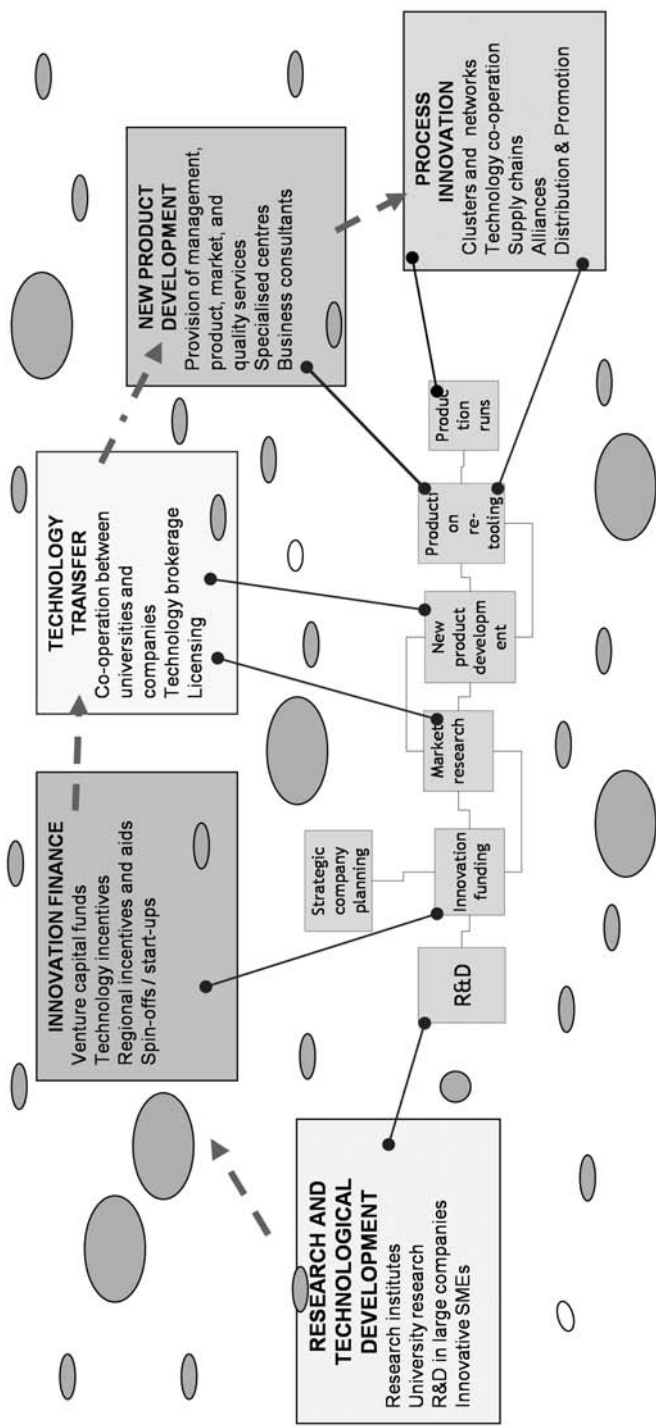 RESEARCH AND
TECHNOLOGICAL
DEVELOPMENT
Research institutes
University research
R&D in large companies
Innovative SMEs
INNOVATION FINANCE
Venture capital funds
Technology incentives
Regional incentives and aids
Spin-offs / start-ups
TECHNOLOGY
TRANSFER
Co-operation between
universities and
companies
Technology brokerage
Licensing
NEW PRODUCT
DEVELOPMENT
Provision of management,
product, market, and
quality services
Specialised centres
Business consultants
PROCESS
INNOVATION
Clusters and networks
Technology co-operation
Supply chains
Alliances
Distribution & Promotion
Strategic
company
planning
R&D
Innovation
funding
Market
research
New
product
developm
ent
Producti
on re-
tooling
Produc
tion
runs